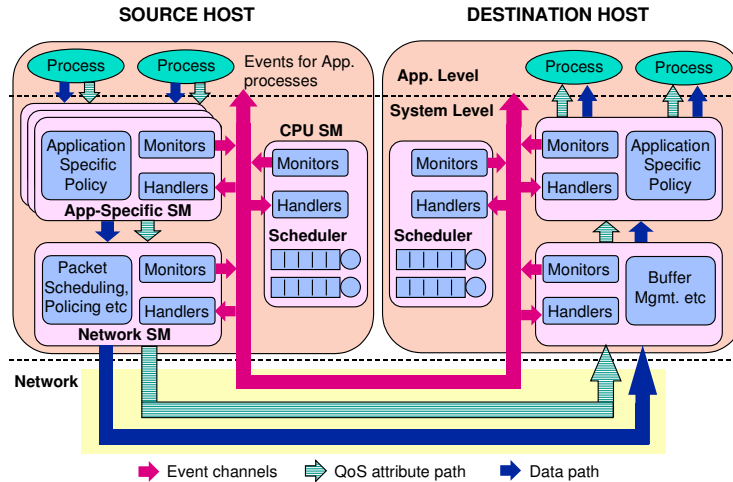 SOURCE HOST
DESTINATION HOST
Process
Process
Events for App.
processes
App. Level
System Level
Process
Process
CPU SM
Application
Specific
Policy
Monitors
Handlers
App-Specific SM
Monitors
Handlers
Scheduler
Monitors
Handlers
Scheduler
Monitors
Handlers
Application
Specific
Policy
Packet
Scheduling,
Policing etc
Monitors
Handlers
Network SM
Monitors
Handlers
Buffer
Mgmt. etc
Network
Event channels
QoS attribute path
Data path